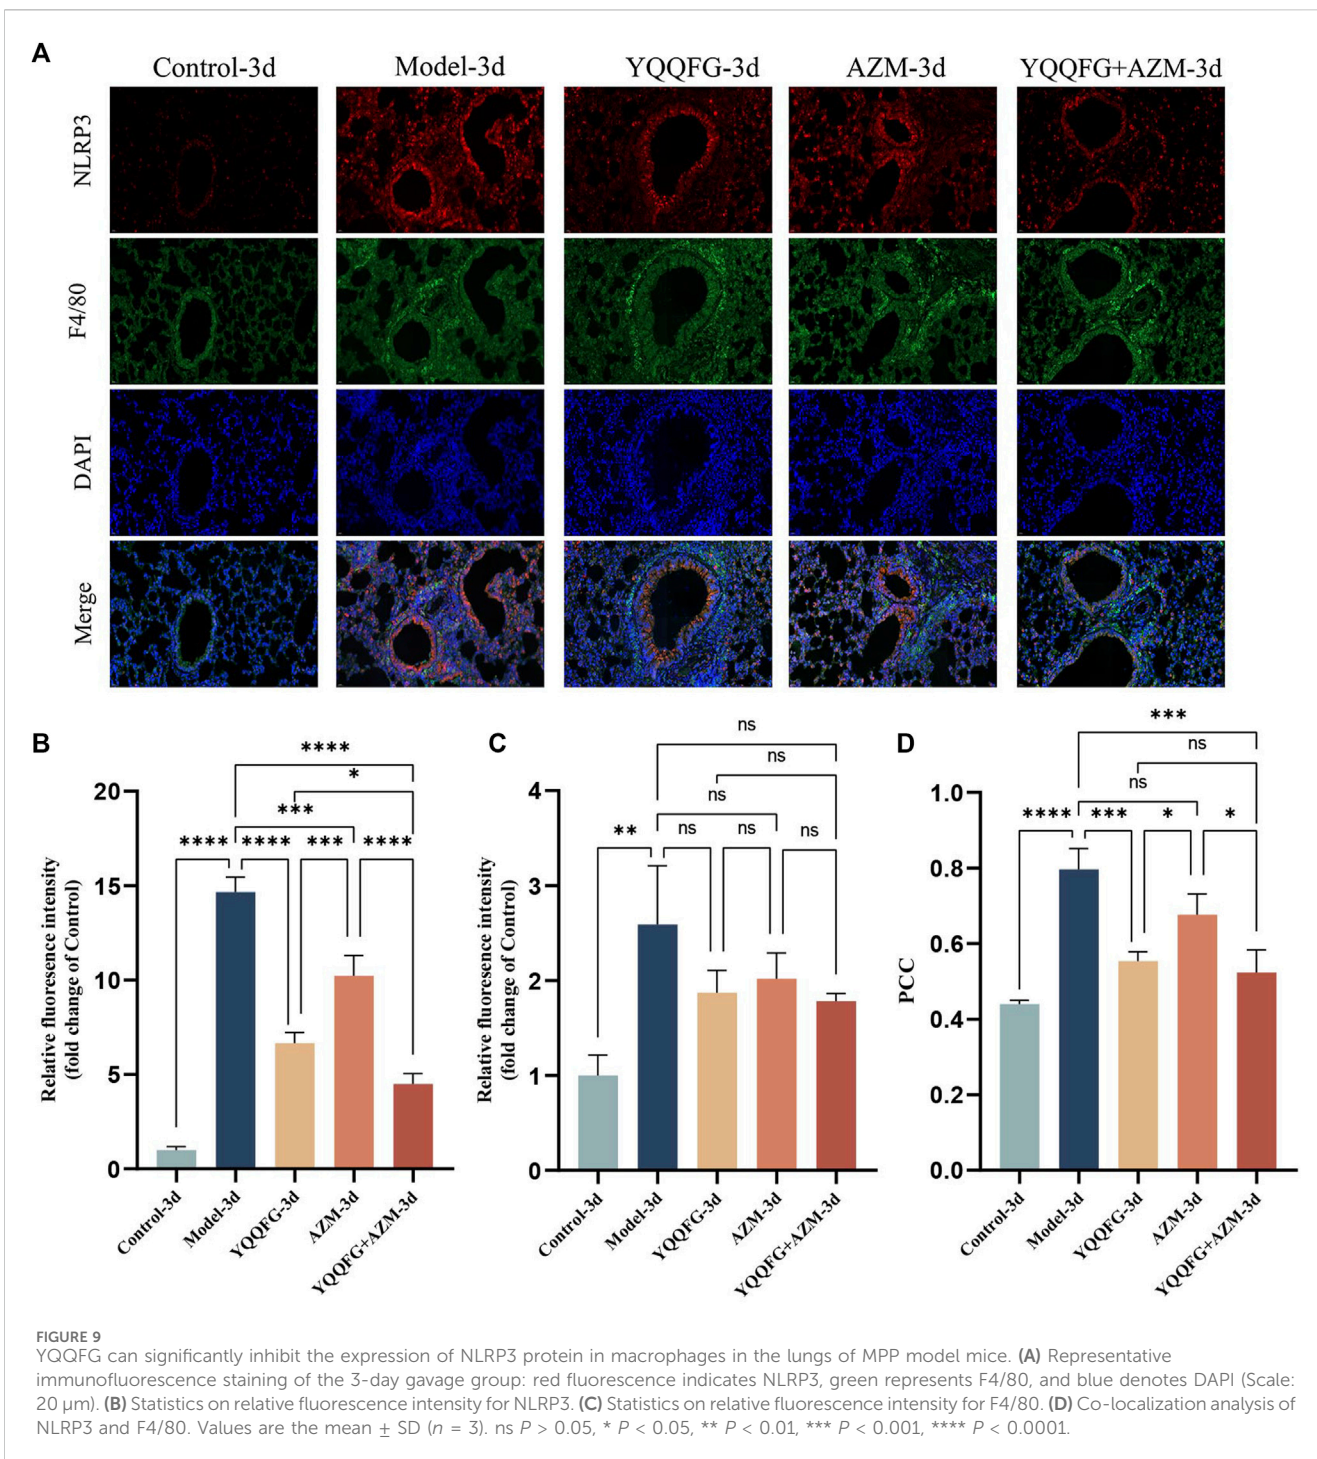 A
Control-3d
Model-3d
YQQFG-3d
AZM-3d
YQQFG+AZM-3d
NLRP3
F4/80
DAPI
Merge
B
Relative fluoresence intensity
(fold change of Control)
20
15
10
5
0
****
*
***
**** **** *** ****
Control-3d
Model-3d
YQQFG-3d
AZM-3d
YQQFG+AZM-3d
C
Relative fluoresence intensity
(fold change of Control)
4
3
2
1
0
ns
ns
ns
** ns ns ns
Control-3d
Model-3d
YQQFG-3d
AZM-3d
YQQFG+AZM-3d
D
PCC
1.0
0.8
0.6
0.4
0.2
0.0
***
ns
ns
**** *** * *
Control-3d
Model-3d
YQQFG-3d
AZM-3d
YQQFG+AZM-3d
FIGURE 9
YQQFG can significantly inhibit the expression of NLRP3 protein in macrophages in the lungs of MPP model mice. (A) Representative
immunofluorescence staining of the 3-day gavage group: red fluorescence indicates NLRP3, green represents F4/80, and blue denotes DAPI (Scale:
20 µm). (B) Statistics on relative fluorescence intensity for NLRP3. (C) Statistics on relative fluorescence intensity for F4/80. (D) Co-localization analysis of
NLRP3 and F4/80. Values are the mean ± SD (n = 3). ns P > 0.05, * P < 0.05, ** P < 0.01, *** P < 0.001, **** P < 0.0001.